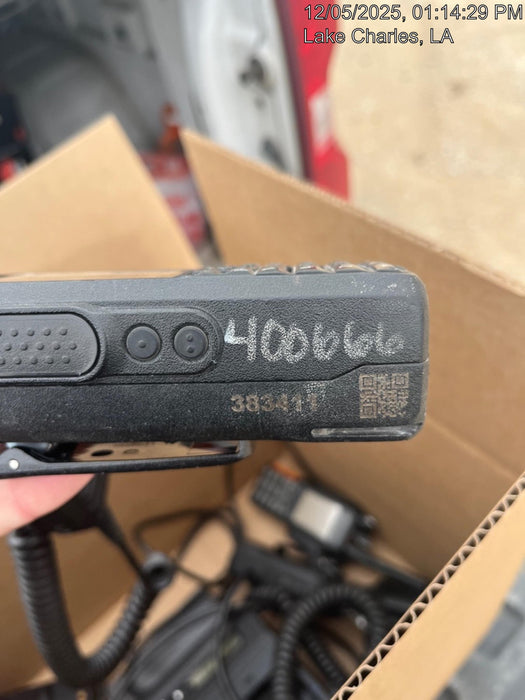 12/05/2025, 01:14:29 PM
Lake Charles, LA
400666
383411